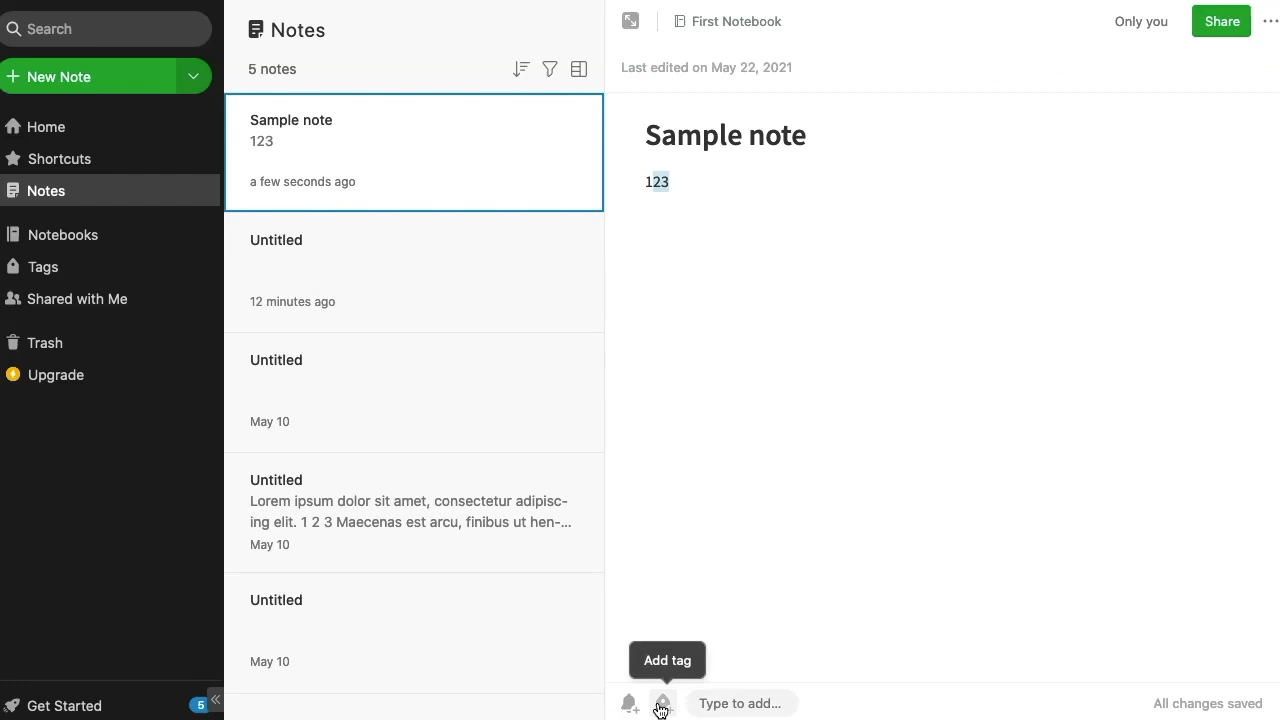 Search
New Note
Home
Shortcuts
Notes
Notebooks
Tags
Shared with Me
Trash
Upgrade
Get Started
5
Notes
5 notes
Sample note
123
a few seconds ago
Untitled
12 minutes ago
Untitled
May 10
Untitled
Lorem ipsum dolor sit amet, consectetur adipisc-
ing elit. 1 2 3 Maecenas est arcu, finibus ut hen-...
May 10
Untitled
May 10
First Notebook
Only you
Share
Last edited on May 22, 2021
Sample note
123
Add tag
Type to add...
All changes saved